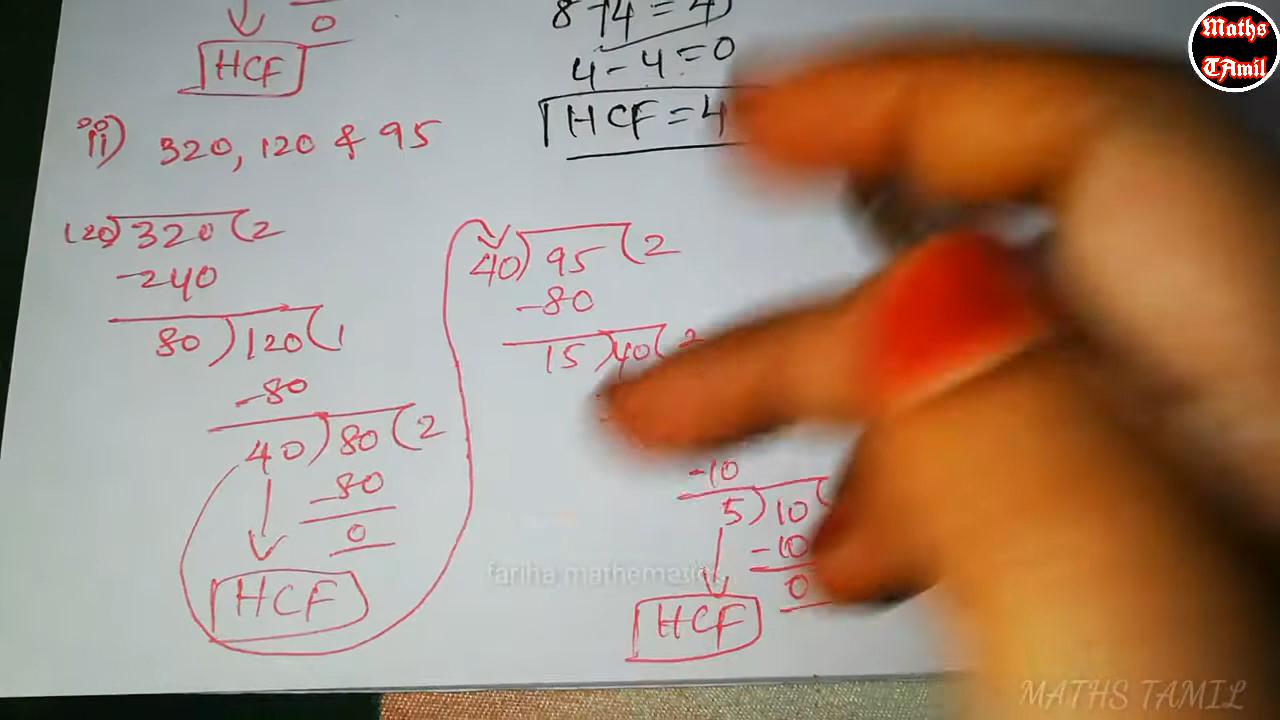 Maths
TAmil
0
HCF
8-4=4
4-4=0
HCF=4
ii) 320, 120 & 95
120)320(2
-240
80)120(1
-80
40)80(2
-80
0
HCF
40)95(2
-80
15)40(2
-10
5)10(
-10
0
HCF
fariha mathematics
MATHS TAMIL